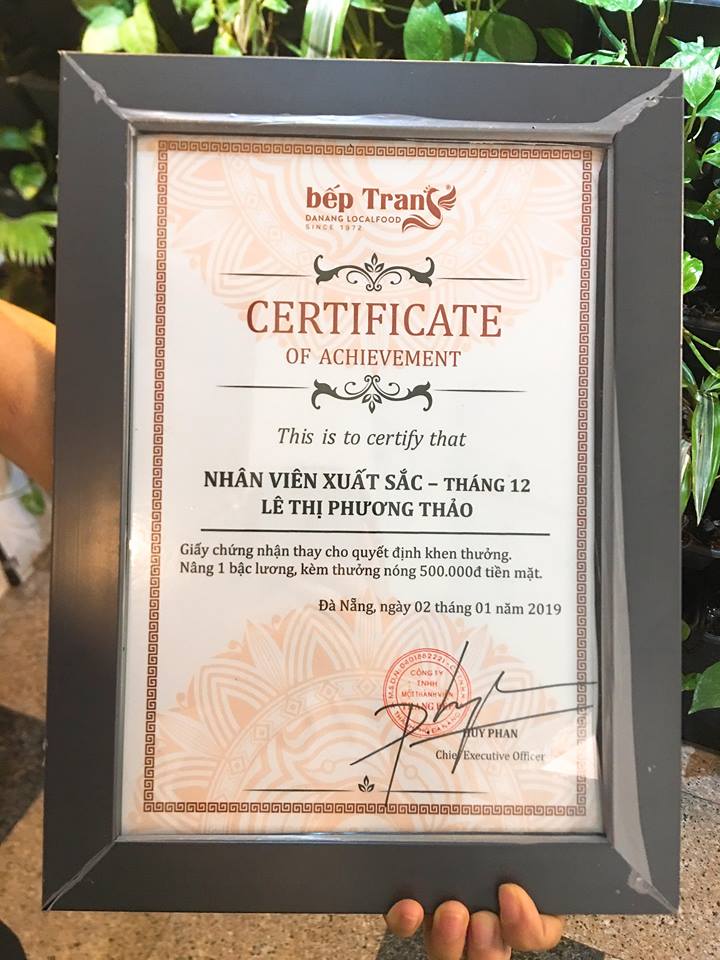 bếp Trang
DANANG LOCALFOOD
SINCE 1972
CERTIFICATE
OF ACHIEVEMENT
This is to certify that
NHÂN VIÊN XUẤT SẮC – THÁNG 12
LÊ THỊ PHƯƠNG THẢO
Giấy chứng nhận thay cho quyết định khen thưởng.
Nâng 1 bậc lương, kèm thưởng nóng 500.000đ tiền mặt.
Đà Nẵng, ngày 02 tháng 01 năm 2019
CÔNG TY
TNHH
MỘT THÀNH VIÊN
HUY PHAN
Chief Executive Officer